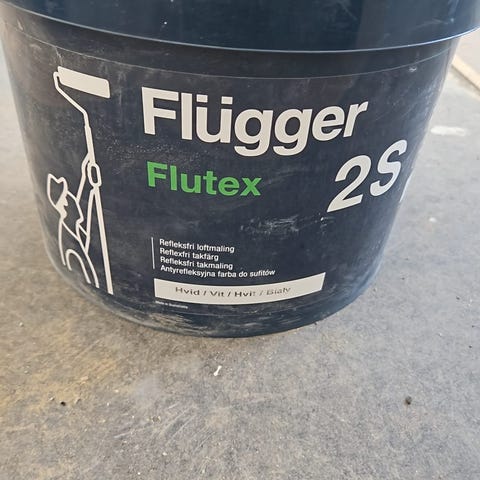 Flügger
Flutex 2S
Refleksfri loftmaling
Reflexfri takfärg
Refleksfri takmaling
Antyrefleksyjna farba do sufitów
Hvid / Vit / Hvit / Biały